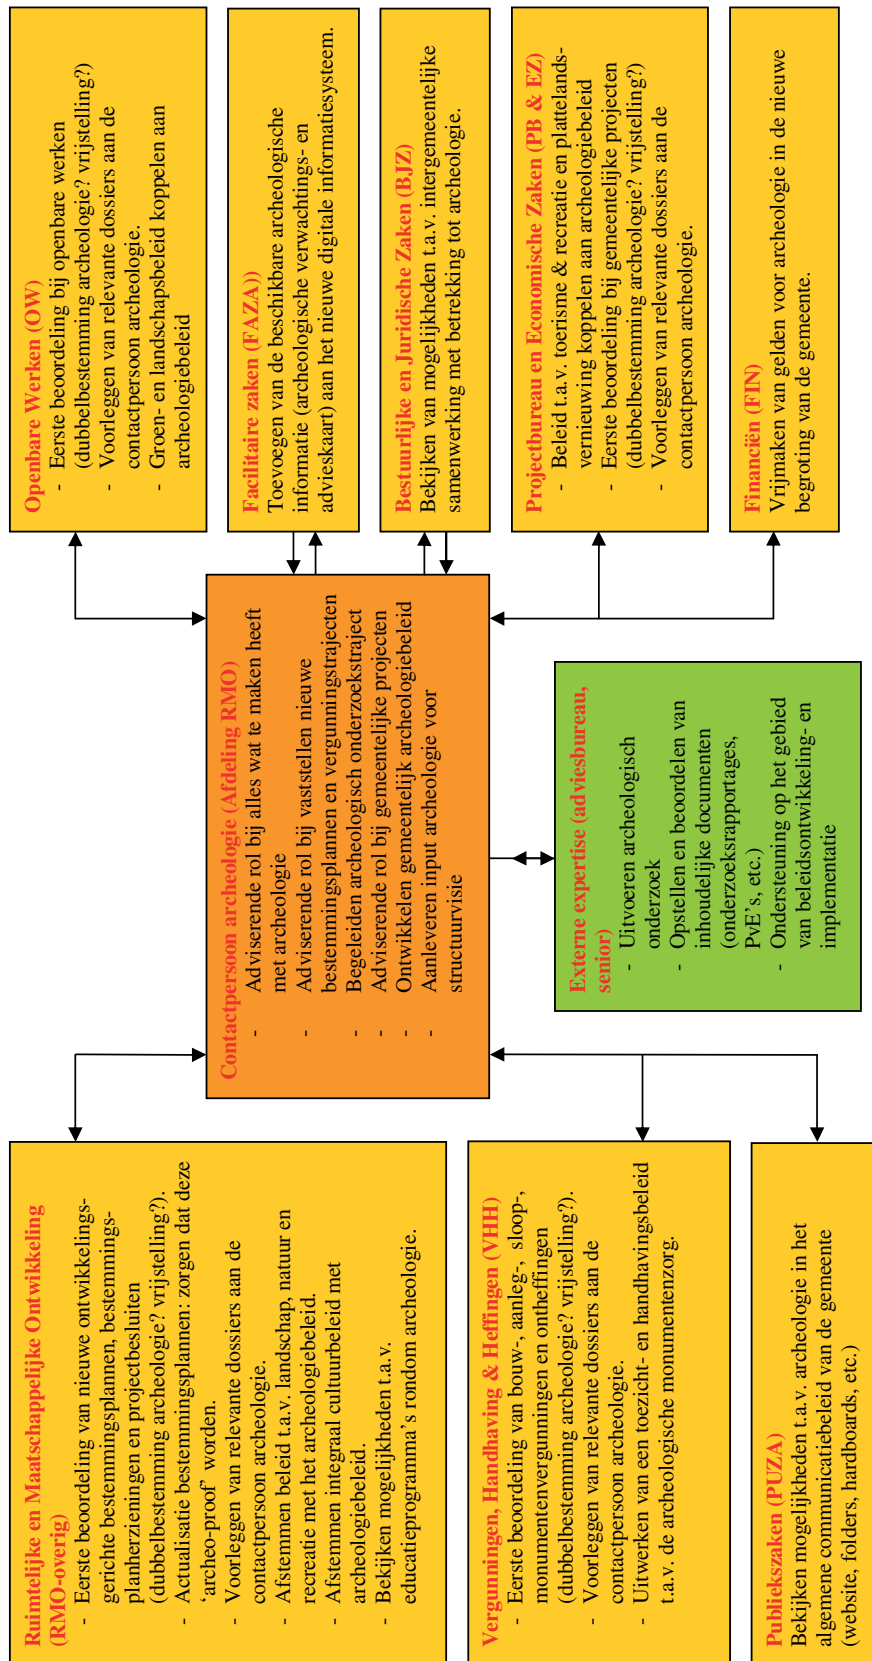 Ruimtelijke en Maatschappelijke Ontwikkeling
(RMO-overig)
- Eerste beoordeling van nieuwe ontwikkelings-
gerichte bestemmingsplannen, bestemmings-
planherzieningen en projectbesluiten
(dubbelbestemming archeologie? vrijstelling?).
- Actualisatie bestemmingsplannen: zorgen dat deze
‘archeo-proof’ worden.
- Voorleggen van relevante dossiers aan de
contactpersoon archeologie.
- Afstemmen beleid t.a.v. landschap, natuur en
recreatie met het archeologiebeleid.
- Afstemmen integraal cultuurbeleid met
archeologiebeleid.
- Bekijken mogelijkheden t.a.v.
educatieprogramma’s rondom archeologie.
Vergunningen, Handhaving & Heffingen (VHH)
- Eerste beoordeling van bouw-, aanleg-, sloop-,
monumentenvergunningen en ontheffingen
(dubbelbestemming archeologie? vrijstelling?).
- Voorleggen van relevante dossiers aan de
contactpersoon archeologie.
- Uitwerken van een toezicht- en handhavingsbeleid
t.a.v. de archeologische monumentenzorg.
Publiekszaken (PUZA)
Bekijken mogelijkheden t.a.v. archeologie in het
algemene communicatiebeleid van de gemeente
(website, folders, hardboards, etc.)
Contactpersoon archeologie (Afdeling RMO)
- Adviserende rol bij alles wat te maken heeft
met archeologie
- Adviserende rol bij vaststellen nieuwe
bestemmingsplannen en vergunningtrajecten
- Begeleiden archeologisch onderzoekstraject
- Adviserende rol bij gemeentelijke projecten
- Ontwikkelen gemeentelijk archeologiebeleid
- Aanleveren input archeologie voor
structuurvisie
Externe expertise (adviesbureau,
senior)
- Uitvoeren archeologisch
onderzoek
- Opstellen en beoordelen van
inhoudelijke documenten
(onderzoeksrapportages,
PvE’s, etc.)
- Ondersteuning op het gebied
van beleidsontwikkeling- en
implementatie
Openbare Werken (OW)
- Eerste beoordeling bij openbare werken
(dubbelbestemming archeologie? vrijstelling?)
- Voorleggen van relevante dossiers aan de
contactpersoon archeologie.
- Groen- en landschapsbeleid koppelen aan
archeologiebeleid
Facilitaire zaken (FAZA))
Toevoegen van de beschikbare archeologische
informatie (archeologische verwachtings- en
advieskaart) aan het nieuwe digitale informatiesysteem.
Bestuurlijke en Juridische Zaken (BJZ)
Bekijken van mogelijkheden t.a.v. intergemeentelijke
samenwerking met betrekking tot archeologie.
Projectbureau en Economische Zaken (PB & EZ)
- Beleid t.a.v. toerisme & recreatie en plattelands-
vernieuwing koppelen aan archeologiebeleid
- Eerste beoordeling bij gemeentelijke projecten
(dubbelbestemming archeologie? vrijstelling?)
- Voorleggen van relevante dossiers aan de
contactpersoon archeologie.
Financiën (FIN)
Vrijmaken van gelden voor archeologie in de nieuwe
begroting van de gemeente.